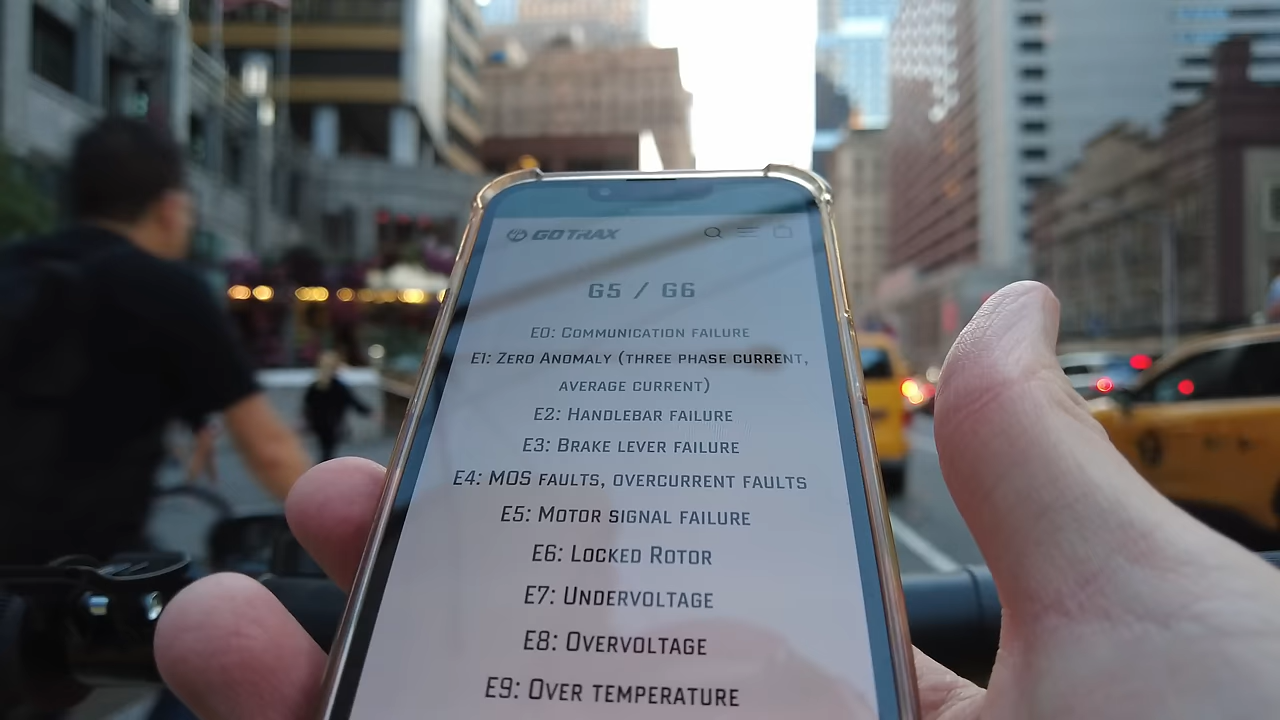 GOTRAX
G5 / G6
E0: COMMUNICATION FAILURE
E1: ZERO ANOMALY (THREE PHASE CURRENT,
AVERAGE CURRENT)
E2: HANDLEBAR FAILURE
E3: BRAKE LEVER FAILURE
E4: MOS FAULTS, OVERCURRENT FAULTS
E5: MOTOR SIGNAL FAILURE
E6: LOCKED ROTOR
E7: UNDERVOLTAGE
E8: OVERVOLTAGE
E9: OVER TEMPERATURE